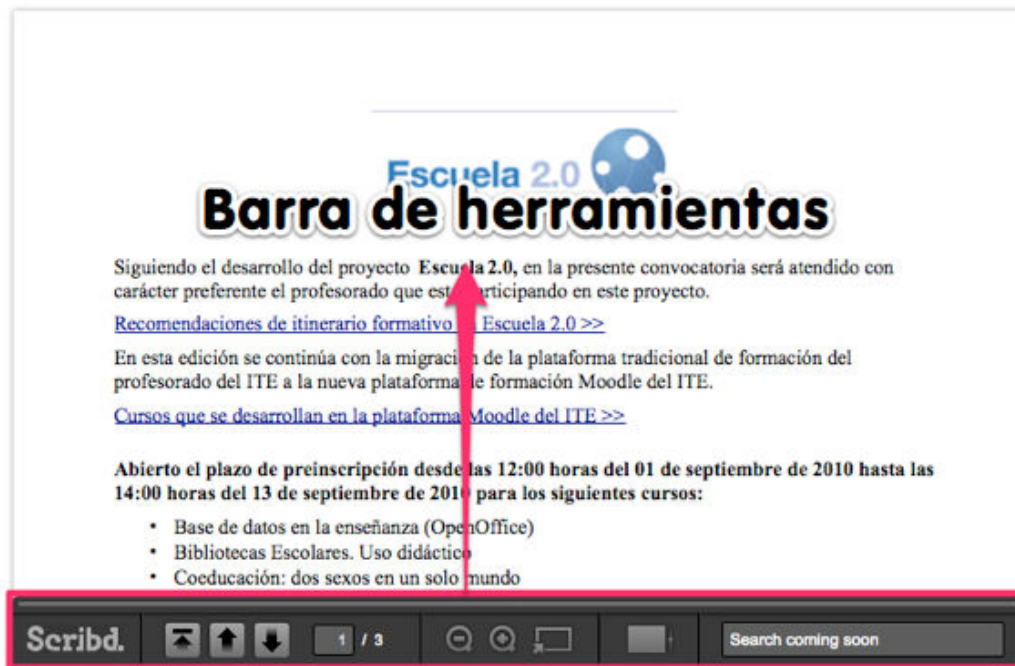 Escuela 2.0
Barra de herramientas
Siguiendo el desarrollo del proyecto Escuela 2.0, en la presente convocatoria será atendido con
carácter preferente el profesorado que participando en este proyecto.
Recomendaciones de itinerario formativo Escuela 2.0 >>
En esta edición se continúa con la migración de la plataforma tradicional de formación del
profesorado del ITE a la nueva plataforma de formación Moodle del ITE.
Cursos que se desarrollan en la plataforma Moodle del ITE >>
Abierto el plazo de preinscripción desde las 12:00 horas del 01 de septiembre de 2010 hasta las
14:00 horas del 13 de septiembre de 2010 para los siguientes cursos:
• Base de datos en la enseñanza (OpenOffice)
• Bibliotecas Escolares. Uso didáctico
• Coeducación: dos sexos en un solo mundo
Scribd. 1 / 3 Search coming soon